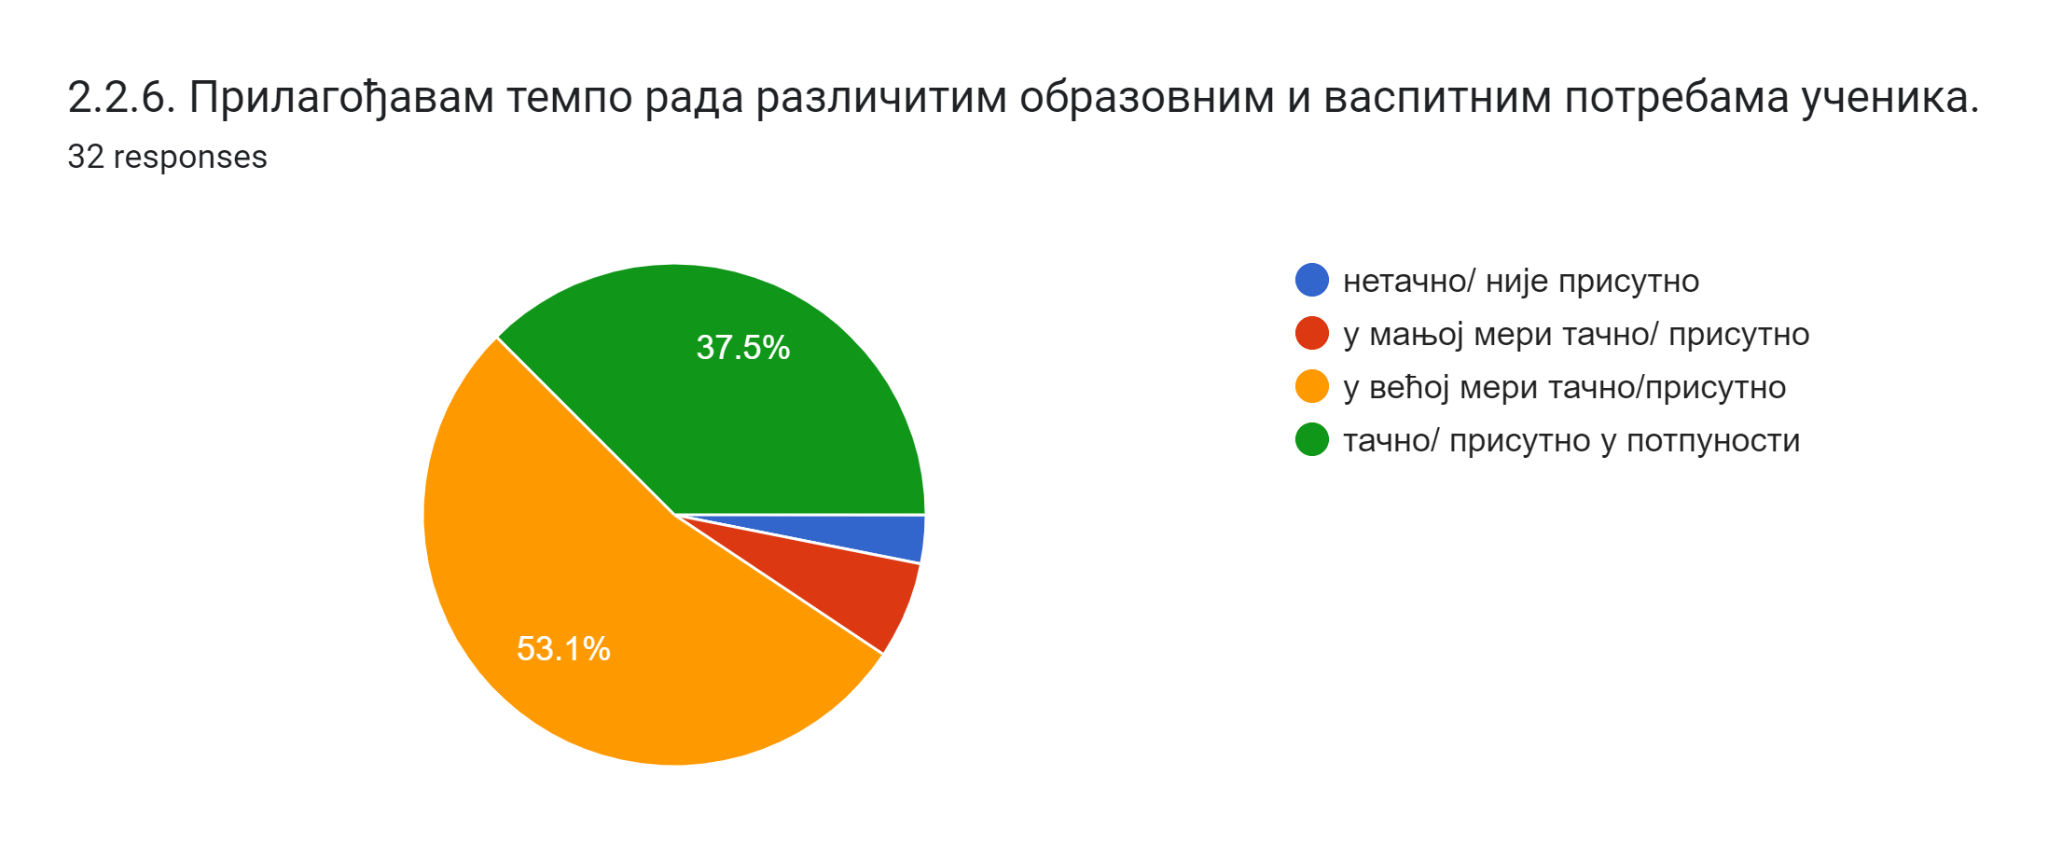 2.2.6. Прилагођавам темпо рада различитим образовним и васпитним потребама ученика.
32 responses
37.5%
53.1%
нетачно/ није присутно
у мањој мери тачно/ присутно
у већој мери тачно/присутно
тачно/ присутно у потпуности